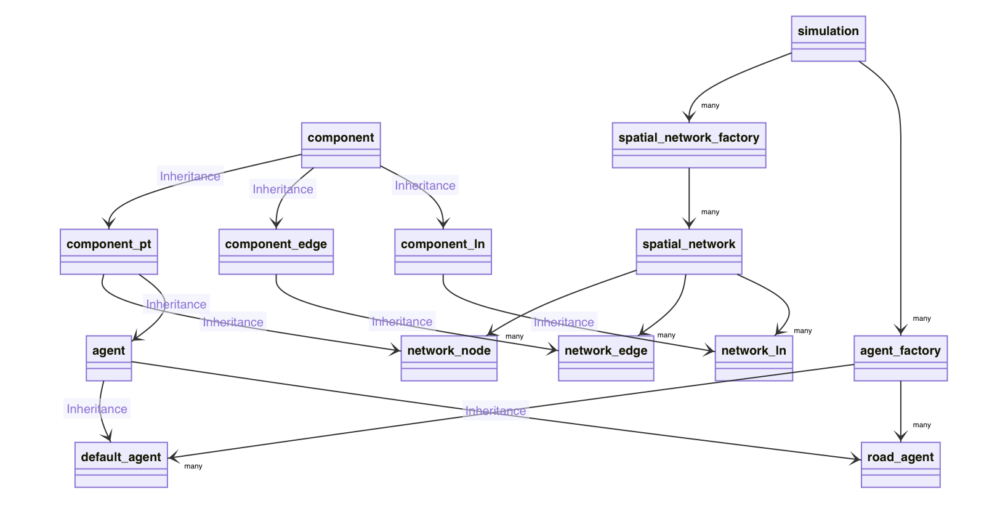 simulation
many
component
spatial_network_factory
Inheritance
Inheritance
Inheritance
many
component_pt
component_edge
component_ln
spatial_network
Inheritance
Inheritance
Inheritance
Inheritance
many
many
many
many
agent
network_node
network_edge
network_ln
agent_factory
Inheritance
Inheritance
many
default_agent
many
road_agent